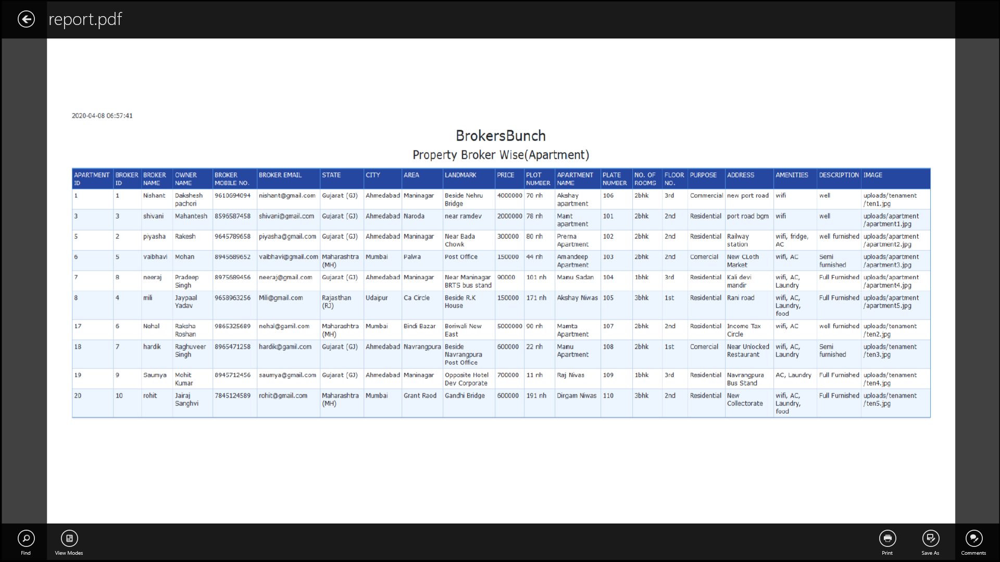 report.pdf
2020-04-08 06:57:41
BrokersBunch
Property Broker Wise(Apartment)
APARTMENT ID BROKER ID BROKER NAME OWNER NAME BROKER MOBILE NO. BROKER EMAIL STATE CITY AREA LANDMARK PRICE PLOT NUMBER APARTMENT NAME PLATE NUMBER NO. OF ROOMS FLOOR NO. PURPOSE ADDRESS AMENITIES DESCRIPTION IMAGE
1 1 Nishant Dakshesh pachori 9610694094 nishant@gmail.com Gujarat (GJ) Ahmedabad Maninagar Beside Nehru Bridge 4000000 70 nh Akshay apartment 106 2bhk 3rd Commercial new port road wifi well uploads/tenament/ten1.jpg
3 3 shivani Mahantesh 8596587458 shivani@gmail.com Gujarat (GJ) Ahmedabad Naroda near ramdev 2000000 78 nh Mant apartment 101 2bhk 2nd Residential port road bgm wifi well uploads/apartment/apartment1.jpg
5 2 piyasha Rakesh 9645789658 piyasha@gmail.com Gujarat (GJ) Ahmedabad Maninagar Near Bada Chowk 300000 80 nh Prerna Apartment 102 2bhk 2nd Residential Railway station wifi, fridge, AC well furnished uploads/apartment/apartment2.jpg
6 5 vaibhavi Mohan 8945689652 vaibhavi@gmail.com Maharashtra (MH) Mumbai Palwa Post Office 150000 44 nh Amandeep Apartment 103 2bhk 2nd Comercial New CLoth Market wifi, AC Semi furnished uploads/apartment/apartment3.jpg
7 8 neeraj Pradeep Singh 8975689456 neeraj@gmail.com Gujarat (GJ) Ahmedabad Maninagar Near Maninagar BRTS bus stand 90000 101 nh Manu Sadan 104 1bhk 3rd Residential Kali devi mandir wifi, AC, Laundry Full Furnished uploads/apartment/apartment4.jpg
8 4 mili Jaypaal Yadav 9658963256 Mili@gmail.com Rajasthan (RJ) Udaipur Ca Circle Beside R.K House 150000 171 nh Akshay Niwas 105 3bhk 1st Residential Rani road wifi, AC, Laundry, food Full Furnished uploads/apartment/apartment5.jpg
17 6 Nehal Raksha Roshan 9865325689 nehal@gamil.com Maharashtra (MH) Mumbai Bindi Bazar Boriwali New East 5000000 90 nh Mamta Apartment 107 2bhk 2nd Residential Income Tax Circle wifi, AC well furnished uploads/tenament/ten2.jpg
18 7 hardik Raghuveer Singh 8965471258 hardik@gamil.com Gujarat (GJ) Ahmedabad Navrangpura Beside Navrangpura Post Office 600000 22 nh Manu Apartment 108 2bhk 1st Comercial Near Unlocked Restaurant wifi, AC, Laundry Semi furnished uploads/tenament/ten3.jpg
19 9 Saumya Mohit Kumar 8945712456 saumya@gmail.com Gujarat (GJ) Ahmedabad Maninagar Opposite Hotel Dev Corporate 700000 11 nh Raj Nivas 109 1bhk 3rd Residential Navrangpura Bus Stand AC, Laundry Full Furnished uploads/tenament/ten4.jpg
20 10 rohit Jairaj Sanghvi 7845124589 rohit@gmail.com Maharashtra (MH) Mumbai Grant Raod Gandhi Bridge 600000 191 nh Dirgam Niwas 110 3bhk 2nd Residential New Collectorate wifi, AC, Laundry, food Full Furnished uploads/tenament/ten5.jpg
Find View Modes Print Save As Comments